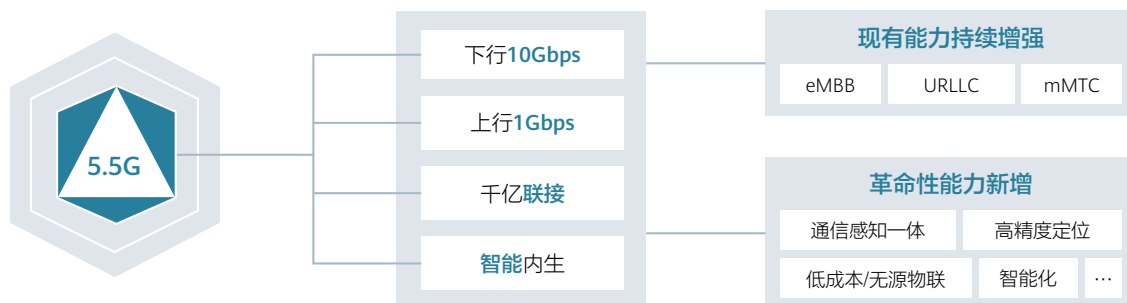 5.5G
下行10Gbps
上行1Gbps
千亿联接
智能内生
现有能力持续增强
eMBB
URLLC
mMTC
革命性能力新增
通信感知一体
高精度定位
低成本/无源物联
智能化
…